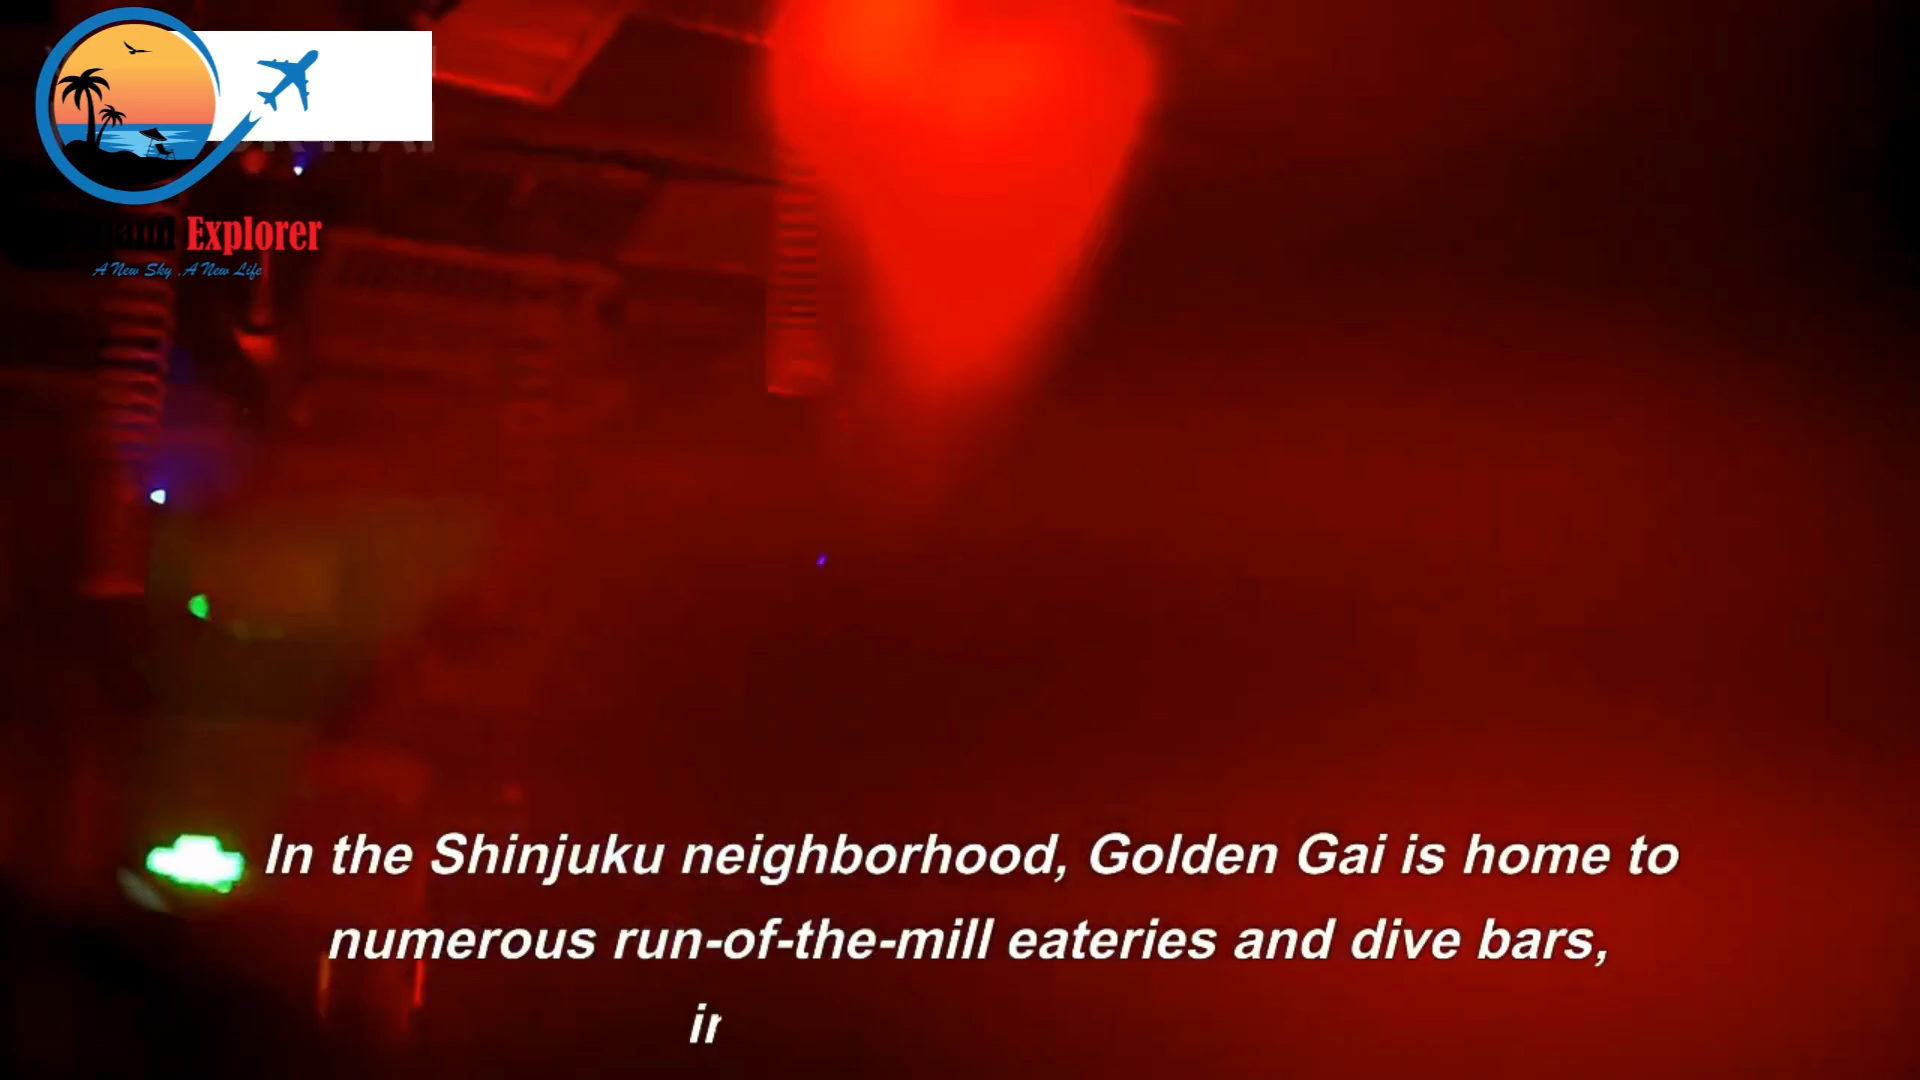 Explorer
A New Sky .A New Life
In the Shinjuku neighborhood, Golden Gai is home to
numerous run-of-the-mill eateries and dive bars,